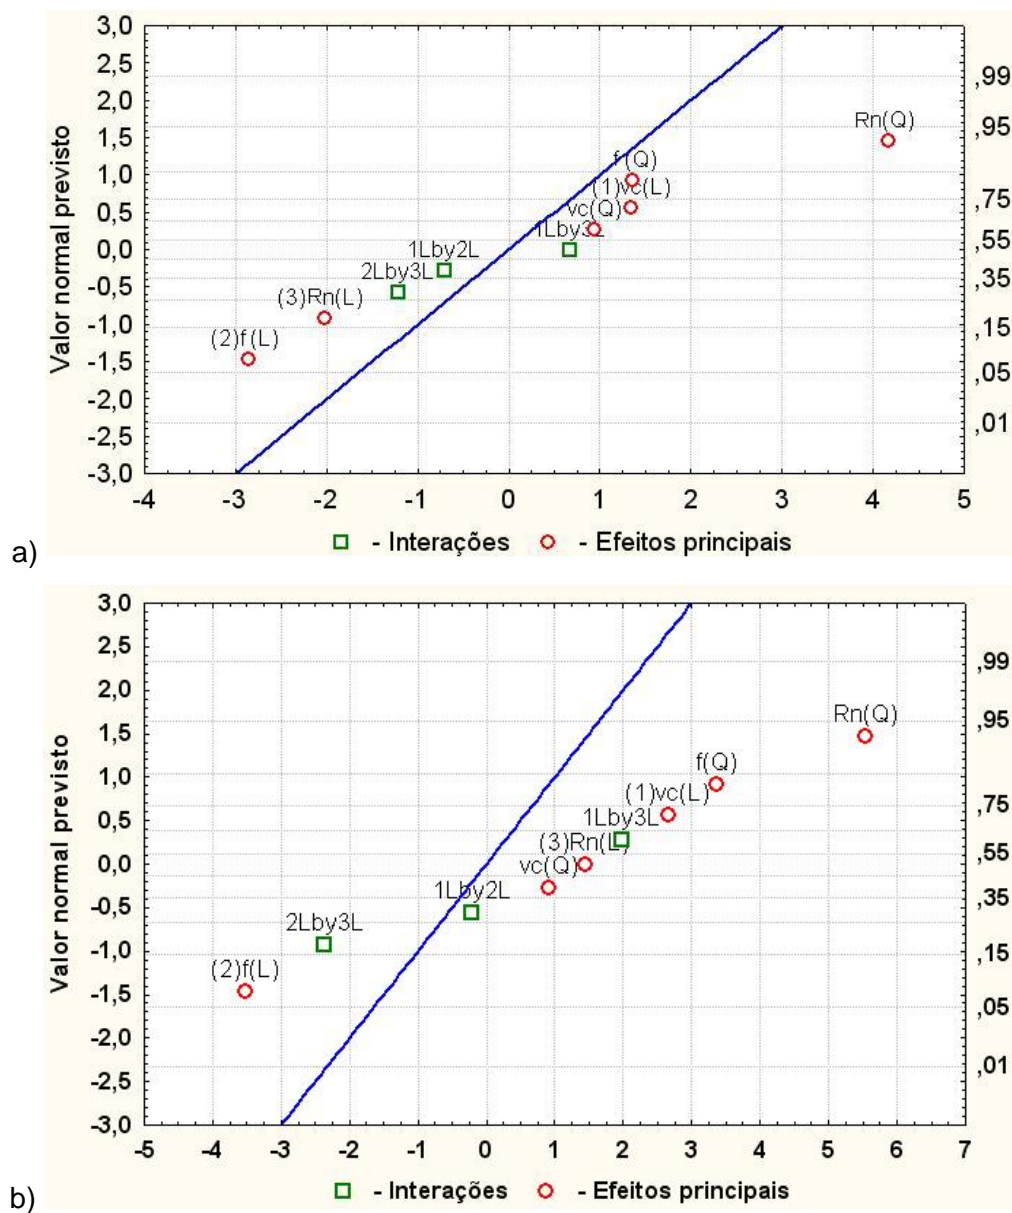 3,0
2,5
2,0
1,5
1,0
0,5
0,0
-0,5
-1,0
-1,5
-2,0
-2,5
-3,0
Valor normal previsto
,99
,95
,75
,55
,35
,15
,05
,01
Rn(Q)
f(Q)
(1)vc(L)
vc(Q)
1Lby3L
1Lby2L
2Lby3L
(3)Rn(L)
(2)f(L)
-4 -3 -2 -1 0 1 2 3 4 5
- Interações - Efeitos principais
a)
3,0
2,5
2,0
1,5
1,0
0,5
0,0
-0,5
-1,0
-1,5
-2,0
-2,5
-3,0
Valor normal previsto
,99
,95
,75
,55
,35
,15
,05
,01
Rn(Q)
f(Q)
(1)vc(L)
1Lby3L
(3)Rn(L)
vc(Q)
1Lby2L
2Lby3L
(2)f(L)
-5 -4 -3 -2 -1 0 1 2 3 4 5 6 7
- Interações - Efeitos principais
b)